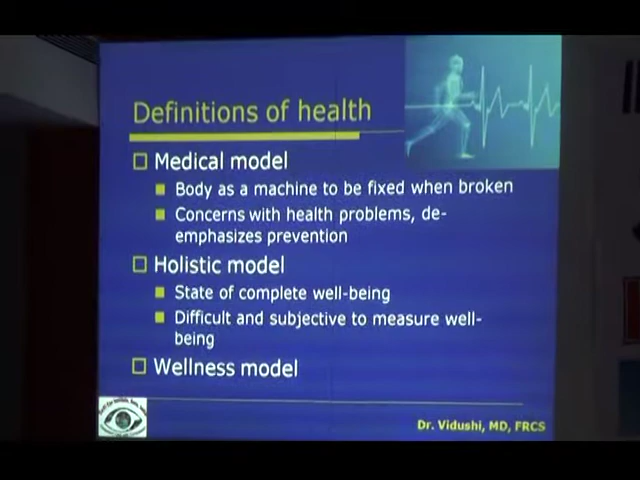 Definitions of health
Medical model
Body as a machine to be fixed when broken
Concerns with health problems, de-
emphasizes prevention
Holistic model
State of complete well-being
Difficult and subjective to measure well-
being
Wellness model
Dr. Vidushi, MD, FRCS